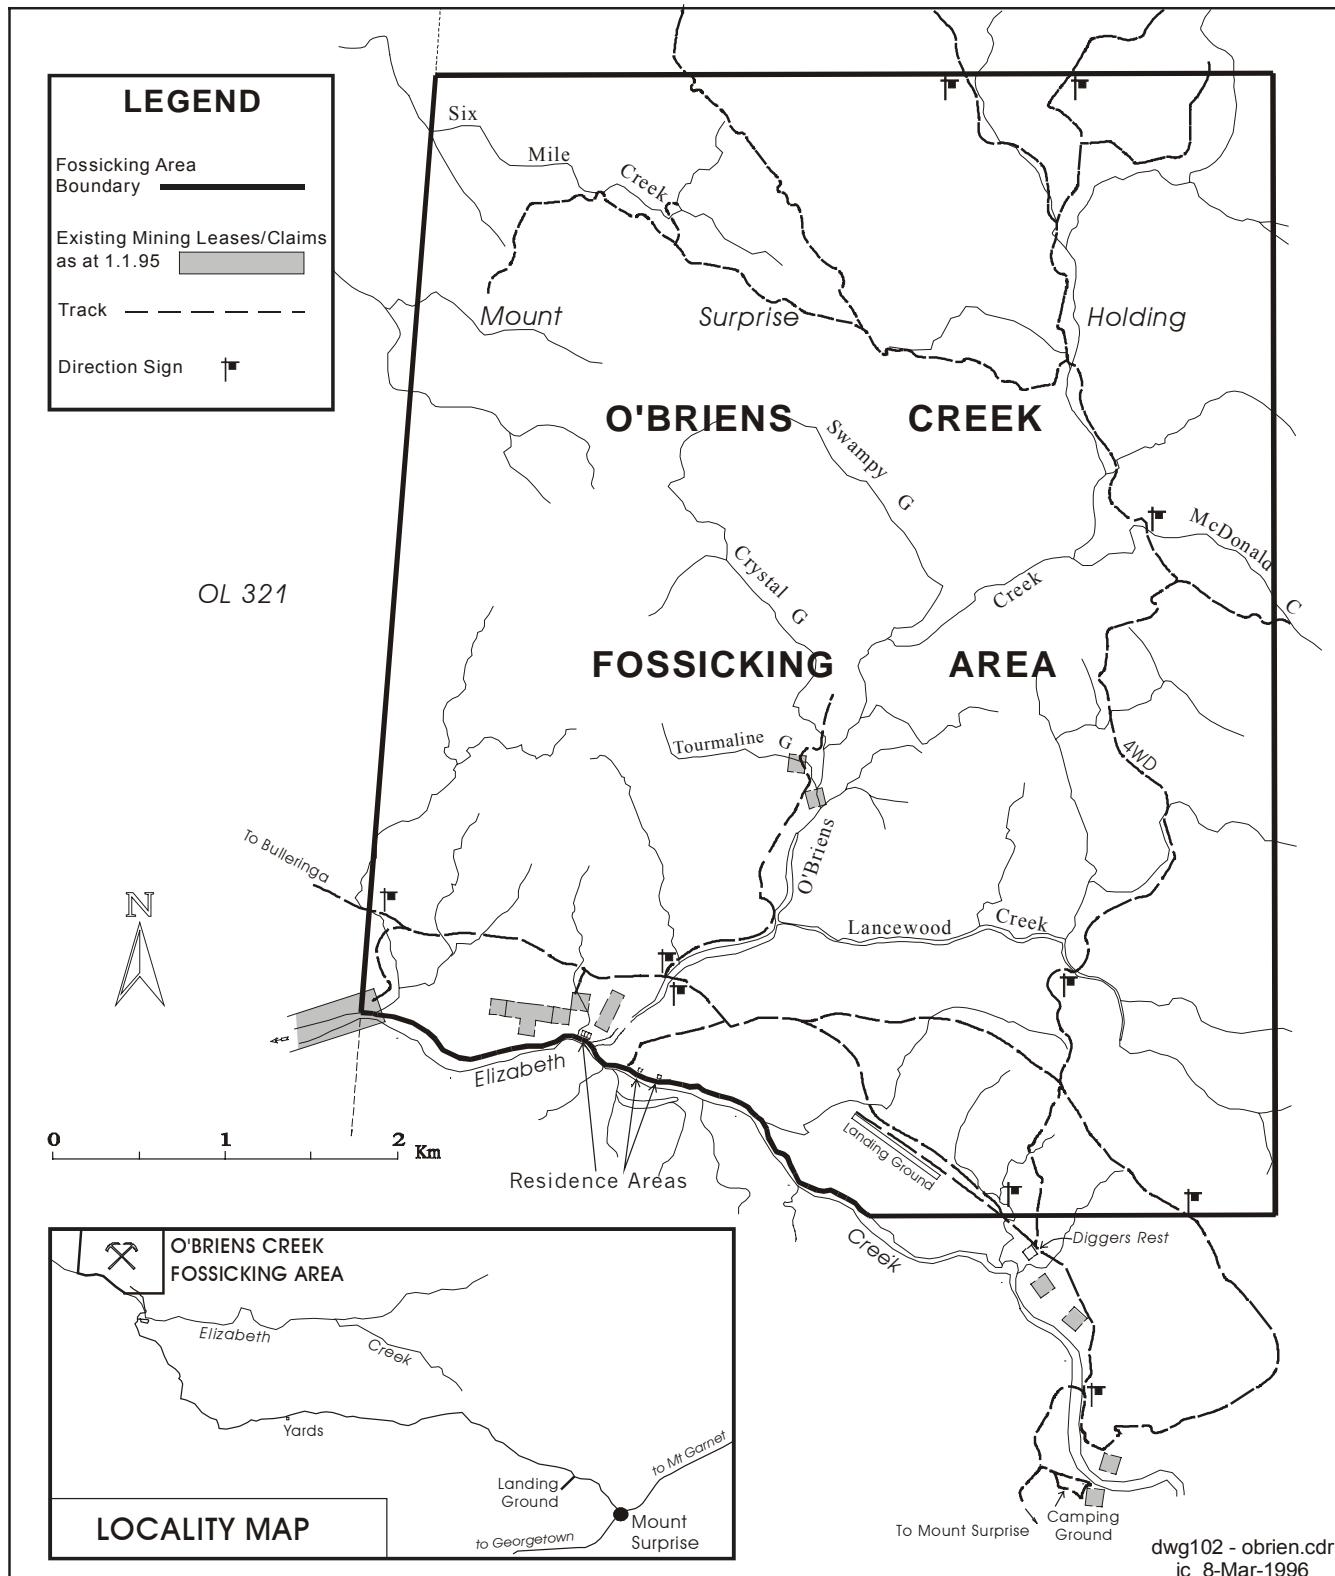 LEGEND
Fossicking Area
Boundary
Existing Mining Leases/Claims
as at 1.1.95
Track
Direction Sign
Six
Mile
Creek
Mount Surprise Holding
O'BRIENS CREEK
Swampy G
McDonald C
Crystal G
Creek
OL 321
FOSSICKING AREA
Tourmaline G
4WD
O'Briens
To Bulleringa
N
Lancewood Creek
Elizabeth
0 1 2 Km
Landing Ground
Residence Areas
Creek
Diggers Rest
O'BRIENS CREEK
FOSSICKING AREA
Elizabeth
Creek
Yards
to Mt Garnet
Landing
Ground
Mount
Surprise
to Georgetown
LOCALITY MAP
To Mount Surprise
Camping
Ground
dwg102 - obrien.cdr
jc 8-Mar-1996